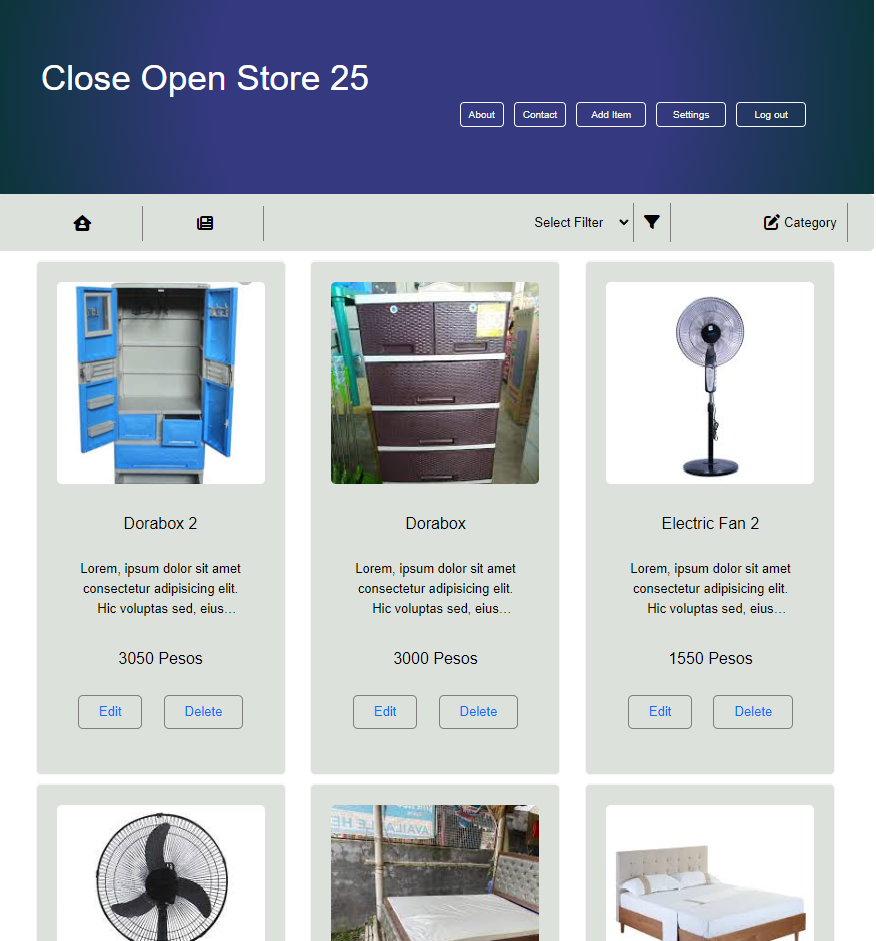 Close Open Store 25
About
Contact
Add Item
Settings
Log out
Select Filter
Category
Dorabox 2
Lorem, ipsum dolor sit amet
consectetur adipisicing elit.
Hic voluptas sed, eius…
3050 Pesos
Edit
Delete
Dorabox
Lorem, ipsum dolor sit amet
consectetur adipisicing elit.
Hic voluptas sed, eius…
3000 Pesos
Edit
Delete
Electric Fan 2
Lorem, ipsum dolor sit amet
consectetur adipisicing elit.
Hic voluptas sed, eius…
1550 Pesos
Edit
Delete